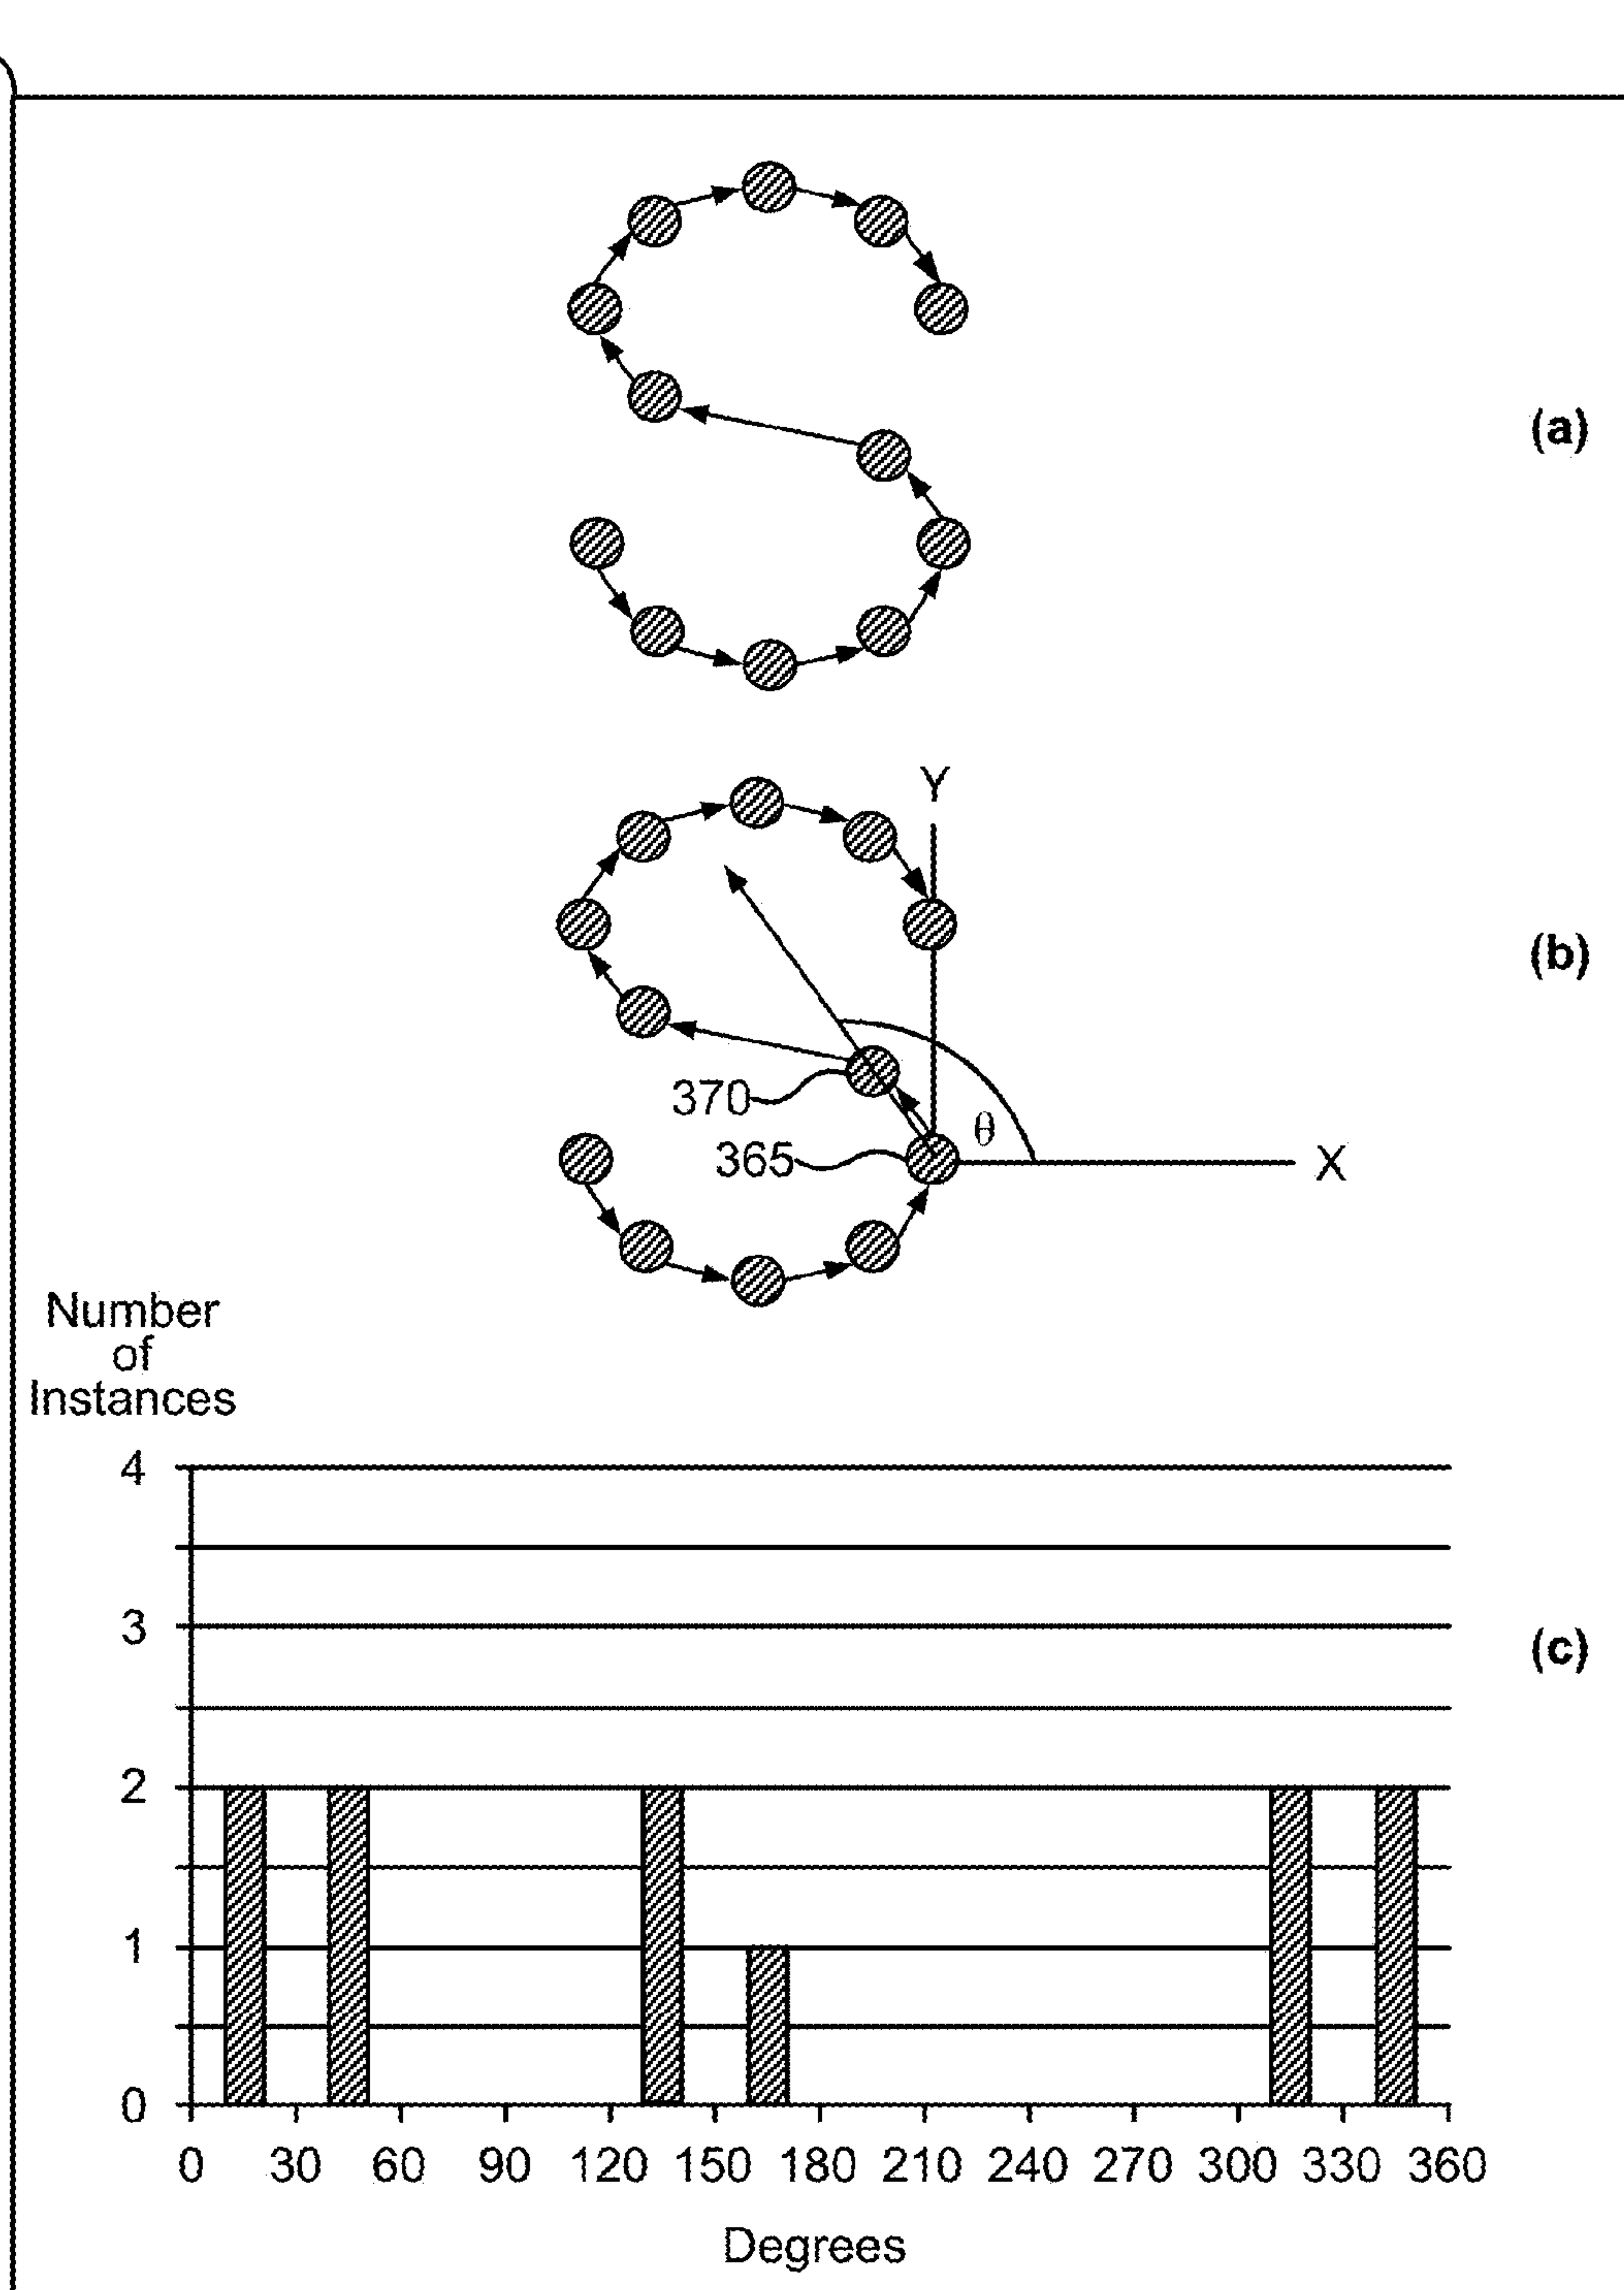 (a)
Y
(b)
370
θ
365
X
Number
of
Instances
4
3
(c)
2
1
0
0 30 60 90 120 150 180 210 240 270 300 330 360
Degrees